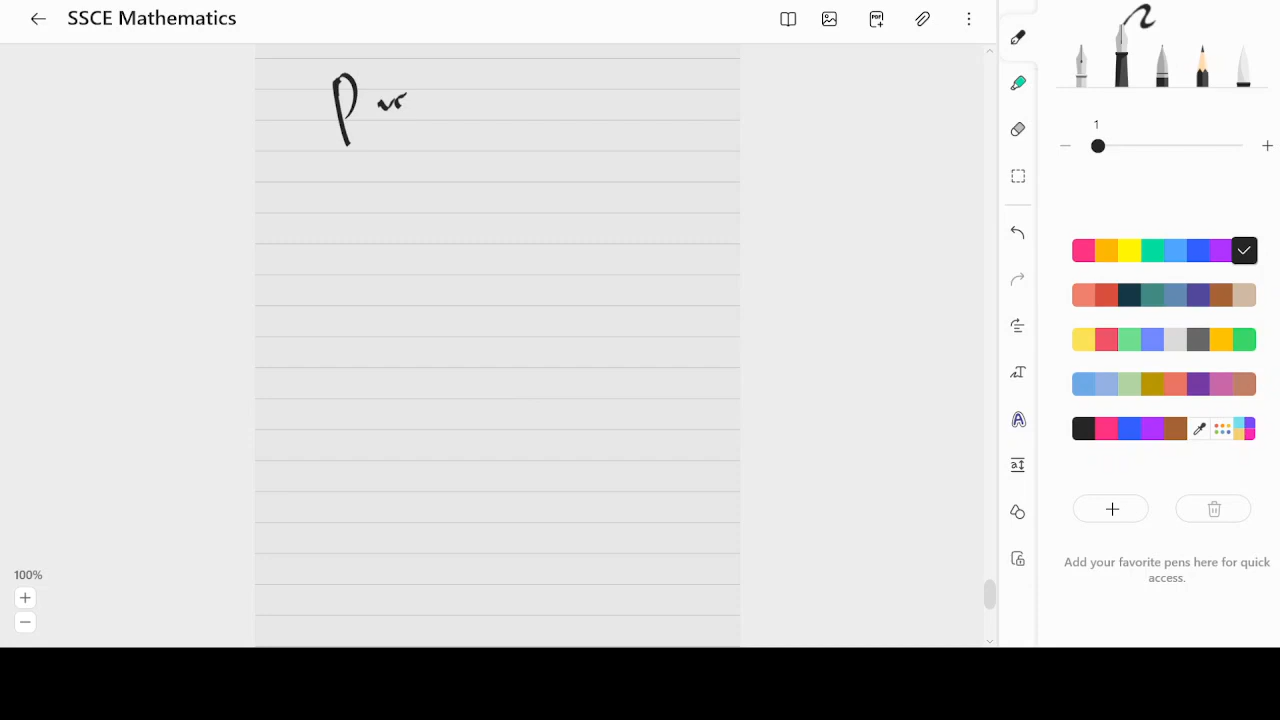 SSCE Mathematics
1
P
100%
Add your favorite pens here for quick
access.